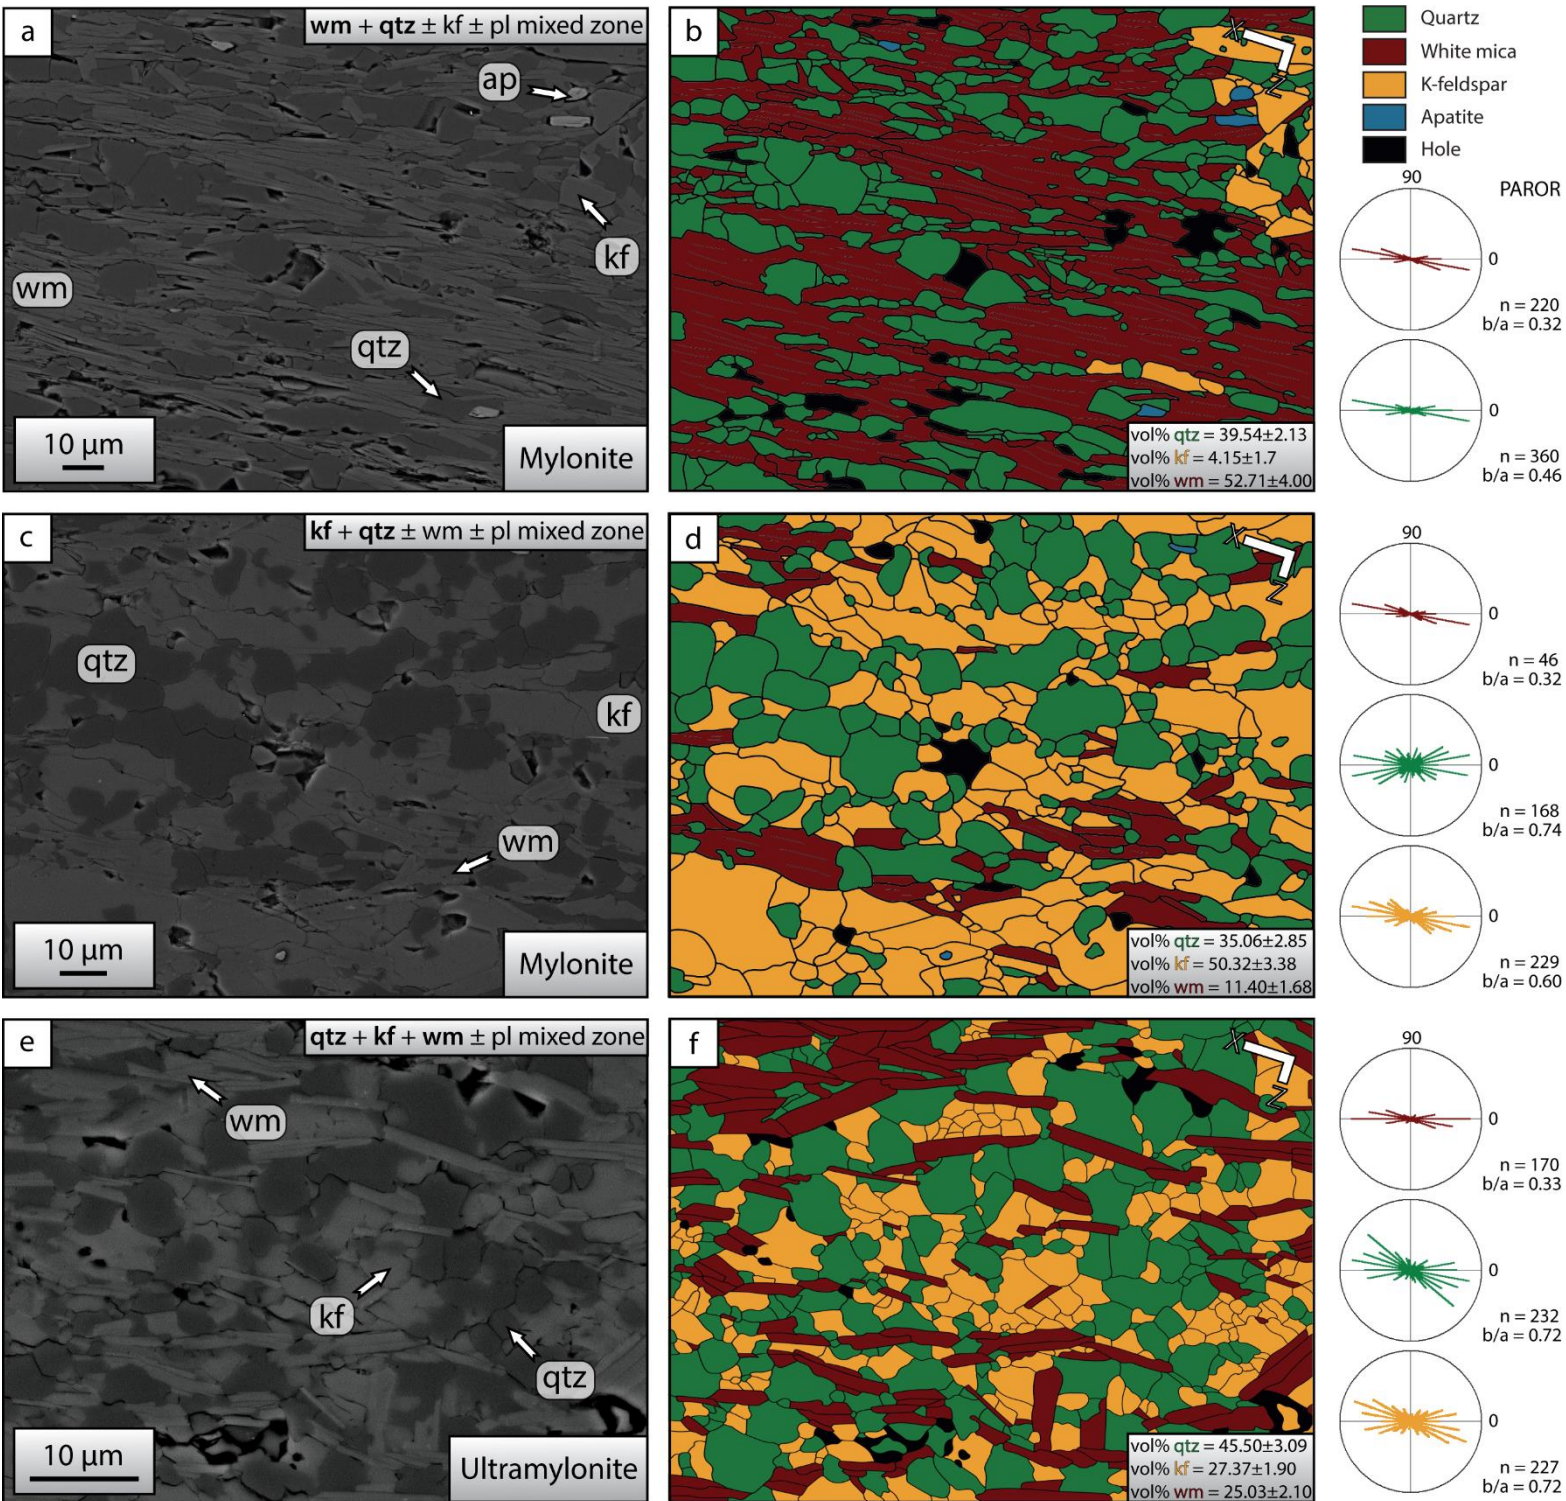 a
wm + qtz ± kf ± pl mixed zone
ap
kf
wm
qtz
10 µm
Mylonite
b
X
Z
vol% qtz = 39.54±2.13
vol% kf = 4.15±1.7
vol% wm = 52.71±4.00
Quartz
White mica
K-feldspar
Apatite
Hole
90
PAROR
0
n = 220
b/a = 0.32
0
n = 360
b/a = 0.46
c
kf + qtz ± wm ± pl mixed zone
qtz
kf
wm
10 µm
Mylonite
d
X
Z
vol% qtz = 35.06±2.85
vol% kf = 50.32±3.38
vol% wm = 11.40±1.68
90
0
n = 46
b/a = 0.32
0
n = 168
b/a = 0.74
0
n = 229
b/a = 0.60
e
qtz + kf + wm ± pl mixed zone
wm
kf
qtz
10 µm
Ultramylonite
f
X
Z
vol% qtz = 45.50±3.09
vol% kf = 27.37±1.90
vol% wm = 25.03±2.10
90
0
n = 170
b/a = 0.33
0
n = 232
b/a = 0.72
0
n = 227
b/a = 0.72